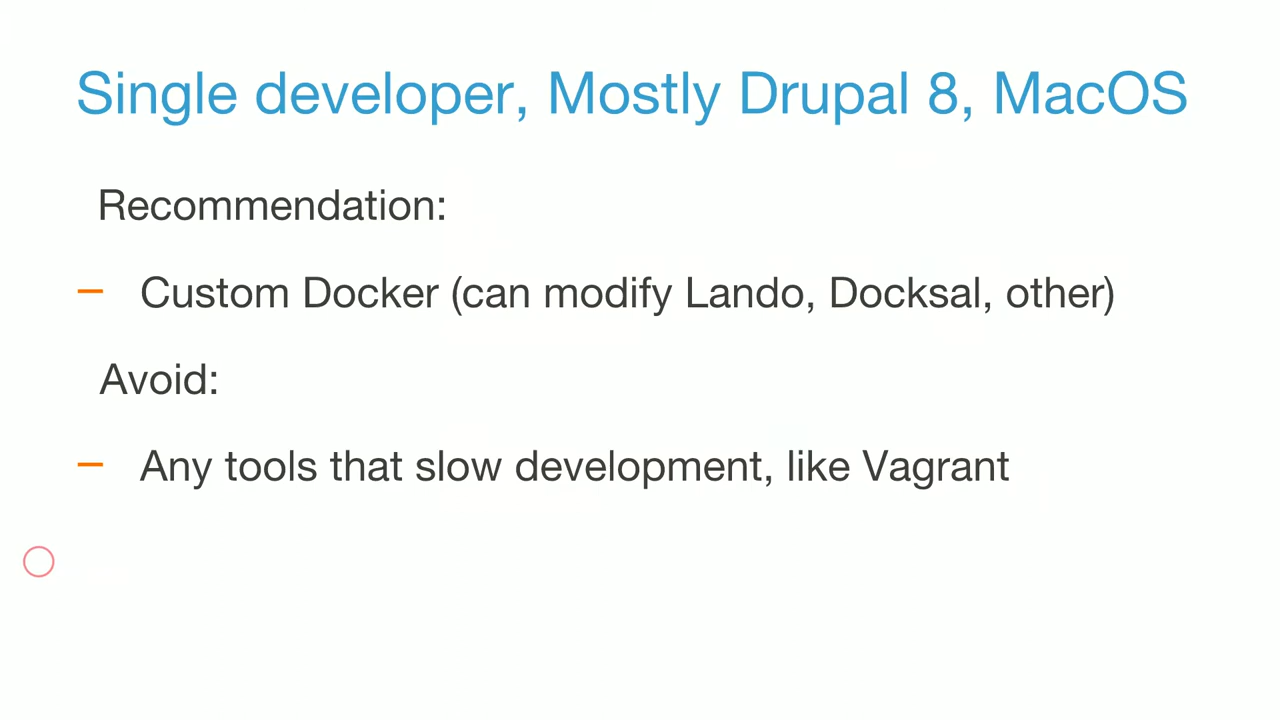 Single developer, Mostly Drupal 8, MacOS
Recommendation:
– Custom Docker (can modify Lando, Docksal, other)
Avoid:
– Any tools that slow development, like Vagrant